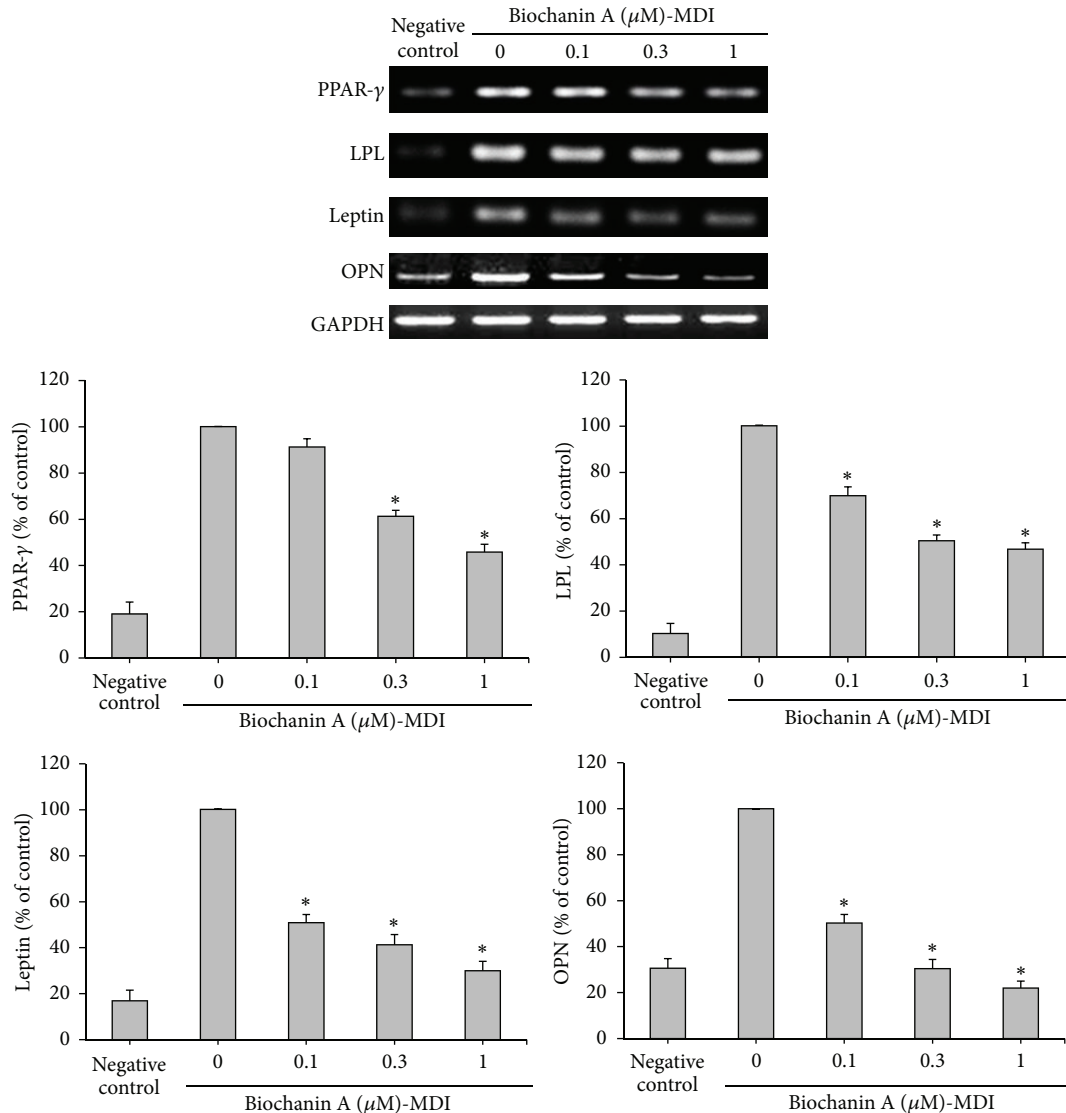 Negative control
Biochanin A (μM)-MDI
0 0.1 0.3 1
PPAR-γ
LPL
Leptin
OPN
GAPDH
PPAR-γ (% of control)
120
100
80
60
40
20
0
*
*
Negative control
0 0.1 0.3 1
Biochanin A (μM)-MDI
LPL (% of control)
120
100
80
60
40
20
0
*
*
*
Negative control
0 0.1 0.3 1
Biochanin A (μM)-MDI
Leptin (% of control)
120
100
80
60
40
20
0
*
*
*
Negative control
0 0.1 0.3 1
Biochanin A (μM)-MDI
OPN (% of control)
120
100
80
60
40
20
0
*
*
*
Negative control
0 0.1 0.3 1
Biochanin A (μM)-MDI